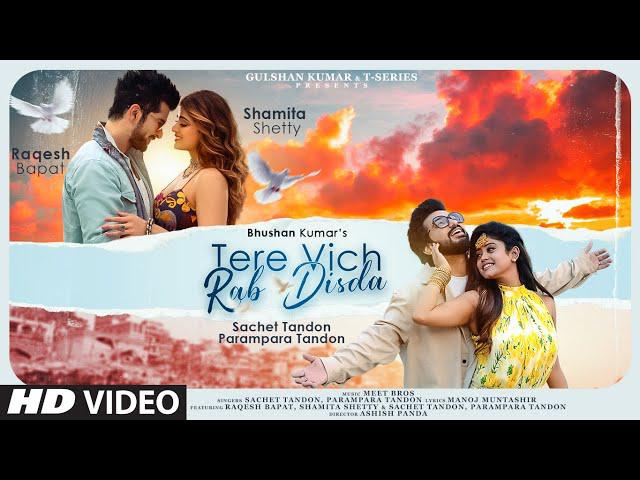 GULSHAN KUMAR & T-SERIES
PRESENTS
Shamita
Shetty
Raqesh
Bapat
Bhushan Kumar's
Tere Vich
Rab Disda
Sachet Tandon
Parampara Tandon
HD VIDEO
MUSIC MEET BROS
SINGERS SACHET TANDON, PARAMPARA TANDON LYRICS MANOJ MUNTASHIR
FEATURING RAQESH BAPAT, SHAMITA SHETTY & SACHET TANDON, PARAMPARA TANDON
DIRECTOR ASHISH PANDA